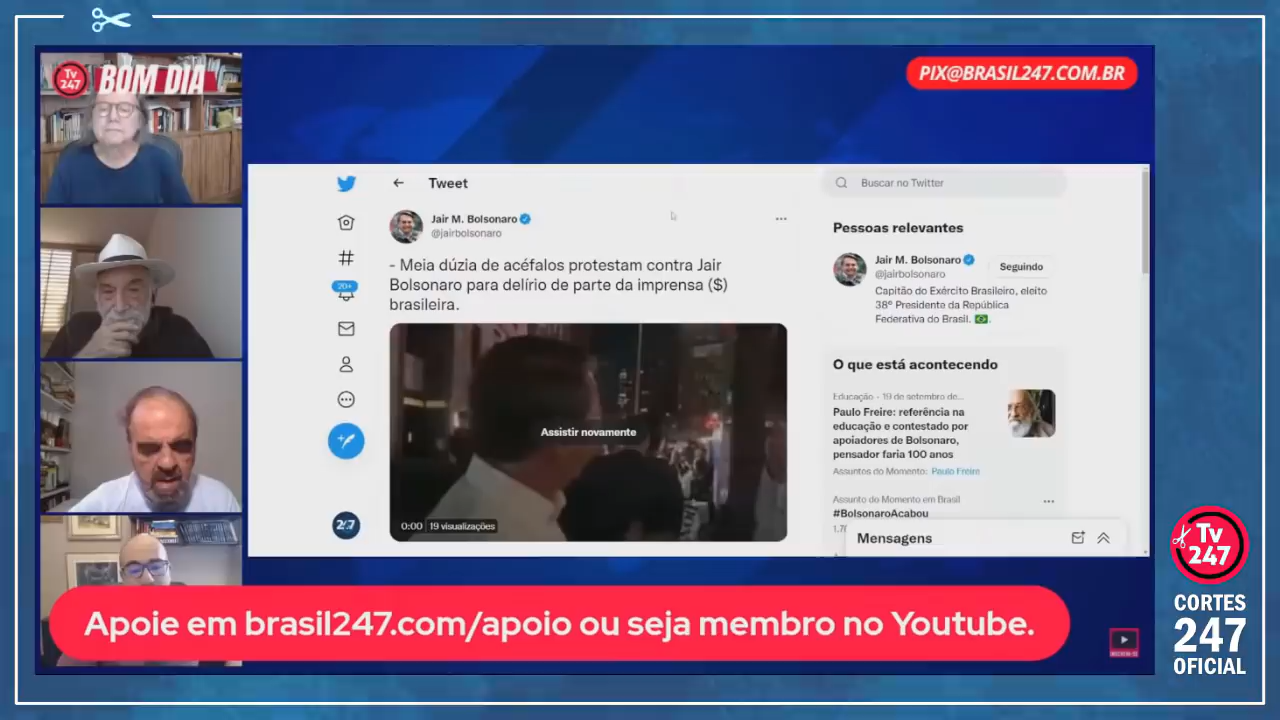 Tv 247
BOM DIA
PIX@BRASIL247.COM.BR
Tweet
Buscar no Twitter
Jair M. Bolsonaro
@jairbolsonaro
- Meia dúzia de acéfalos protestam contra Jair
Bolsonaro para delírio de parte da imprensa ($)
brasileira.
Assistir novamente
0:00 19 visualizações
20+
247
Pessoas relevantes
Jair M. Bolsonaro
@jairbolsonaro
Seguindo
Capitão do Exército Brasileiro, eleito
38º Presidente da República
Federativa do Brasil.
O que está acontecendo
Educação - 19 de setembro de...
Paulo Freire: referência na
educação e contestado por
apoiadores de Bolsonaro,
pensador faria 100 anos
Assuntos do Momento: Paulo Freire
Assunto do Momento em Brasil
#BolsonaroAcabou
Mensagens
Apoie em brasil247.com/apoio ou seja membro no Youtube.
Tv
247
CORTES
247
OFICIAL